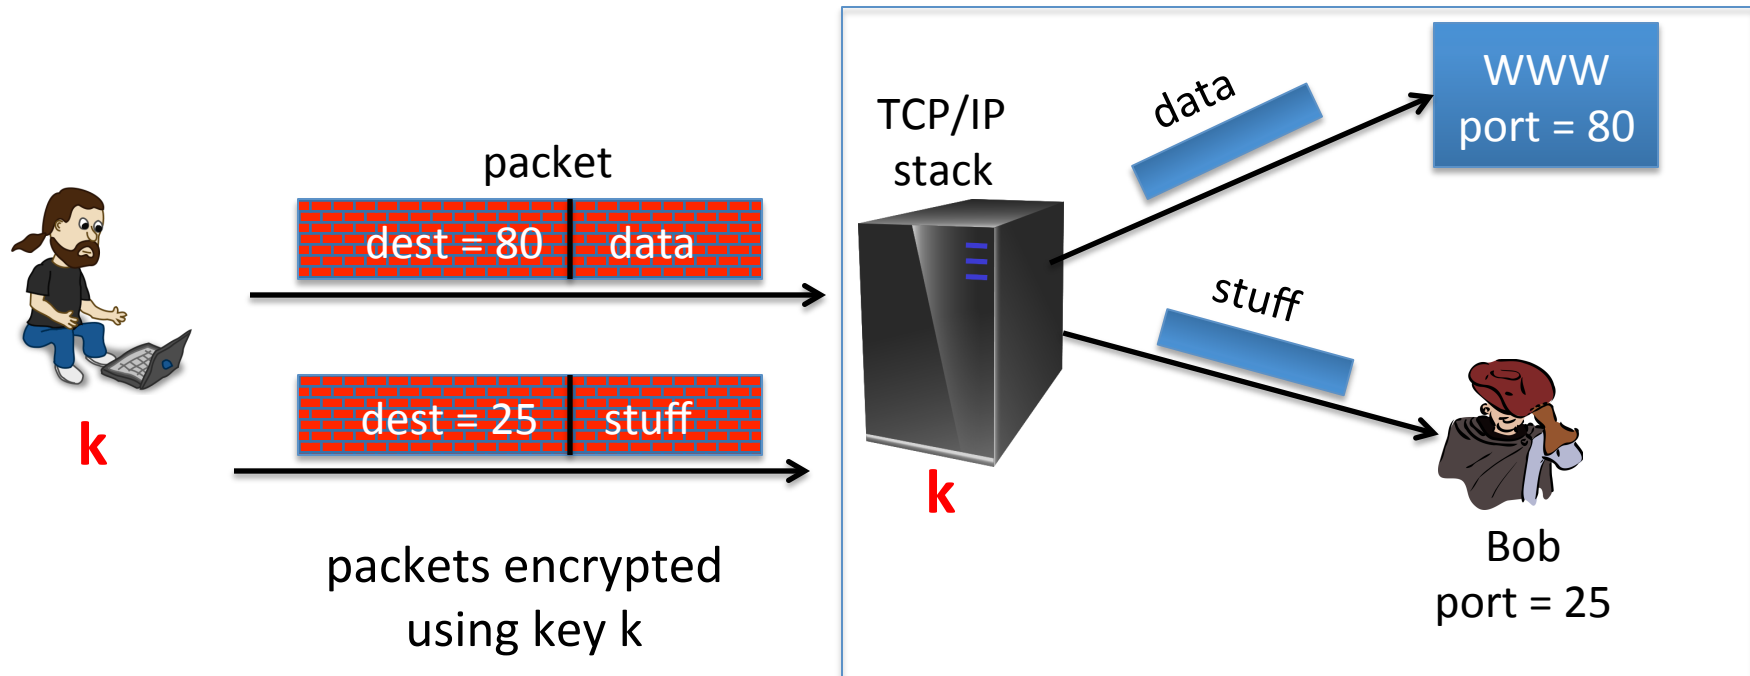 packet
dest = 80 data
k
dest = 25 stuff
packets encrypted
using key k
TCP/IP
stack
k
data
WWW
port = 80
stuff
Bob
port = 25